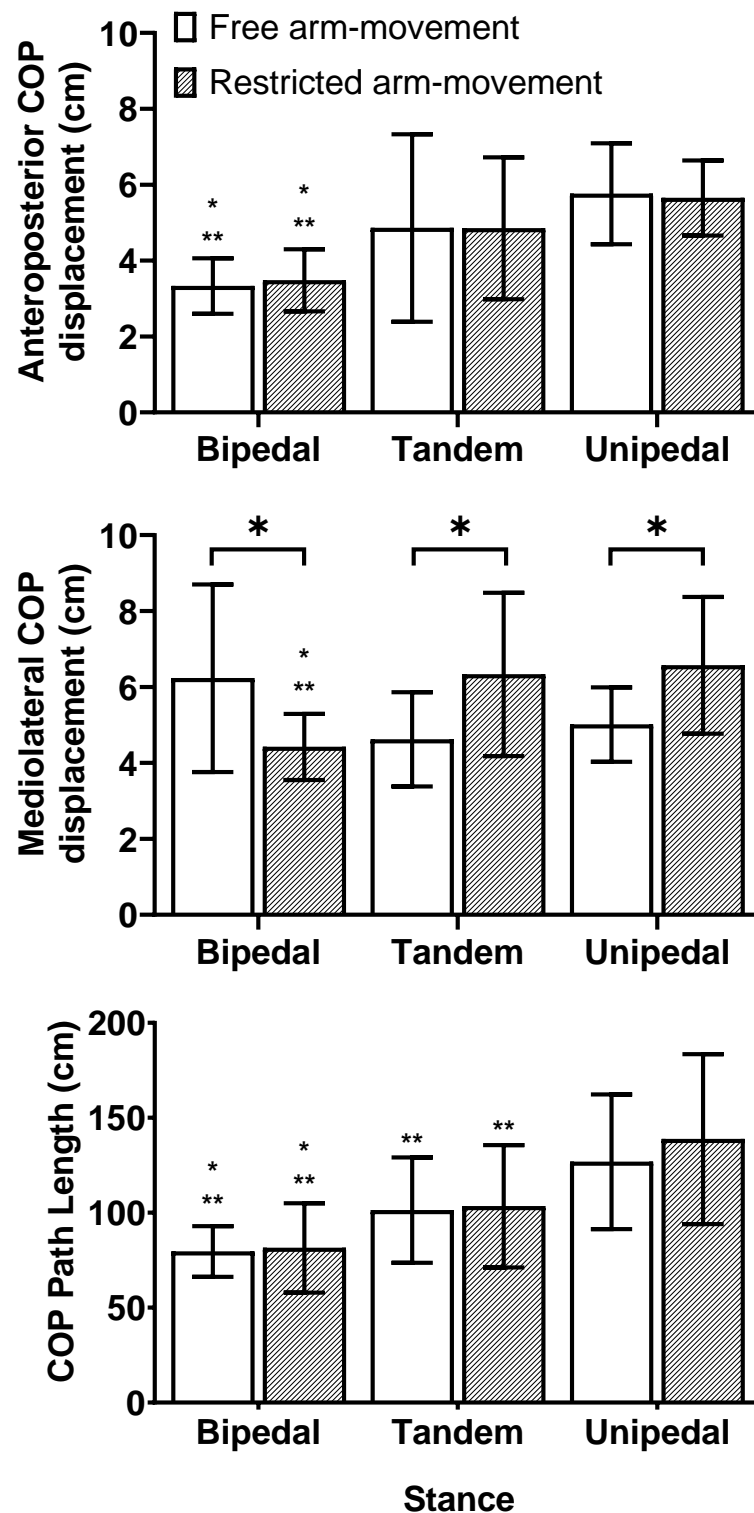 Free arm-movement
Restricted arm-movement
Anteroposterior COP
displacement (cm)
10
8
6
4
2
0
*
**
*
**
Bipedal Tandem Unipedal
Mediolateral COP
displacement (cm)
10
8
6
4
2
0
* * *
*
**
Bipedal Tandem Unipedal
COP Path Length (cm)
200
150
100
50
0
*
**
*
**
**
**
Bipedal Tandem Unipedal
Stance